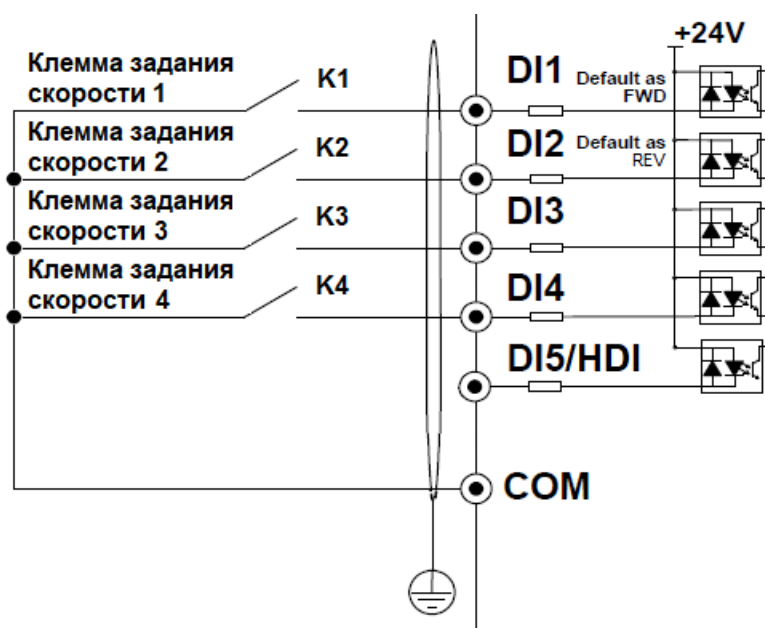 +24V
Клемма задания
скорости 1
K1
DI1
Default as
FWD
Клемма задания
скорости 2
K2
DI2
Default as
REV
Клемма задания
скорости 3
K3
DI3
Клемма задания
скорости 4
K4
DI4
DI5/HDI
COM